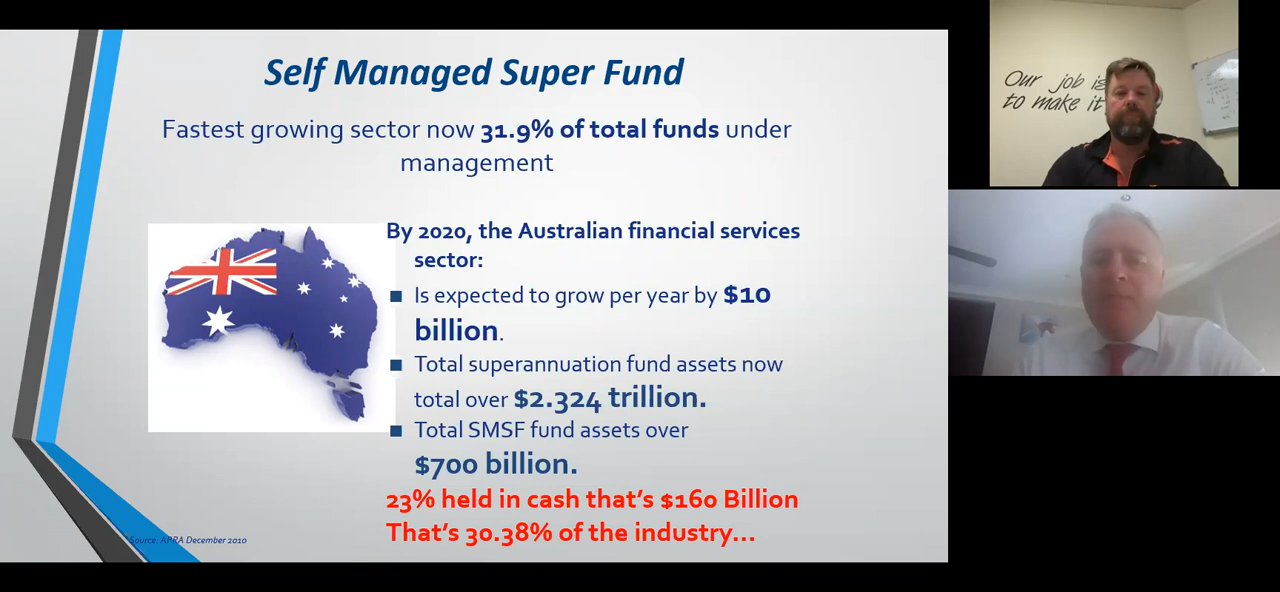 Self Managed Super Fund
Fastest growing sector now 31.9% of total funds under
management
By 2020, the Australian financial services
sector:
Is expected to grow per year by $10
billion.
Total superannuation fund assets now
total over $2.324 trillion.
Total SMSF fund assets over
$700 billion.
23% held in cash that's $160 Billion
That's 30.38% of the industry...
Source, APRA December 2010
Our job is
to make it